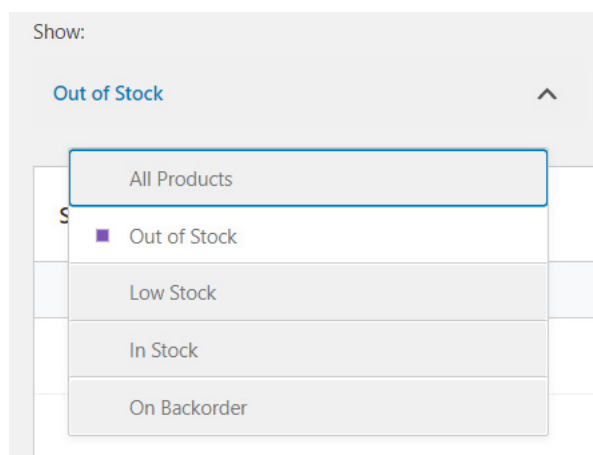 Show:
Out of Stock
All Products
S
Out of Stock
Low Stock
In Stock
On Backorder